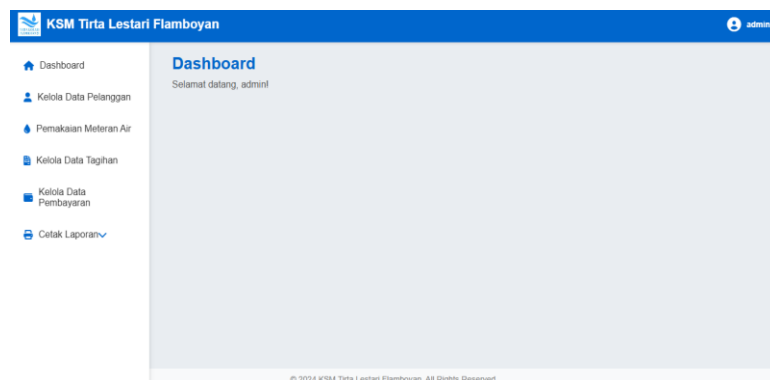 KSM Tirta Lestari Flamboyan
admin
Dashboard
Kelola Data Pelanggan
Pemakaian Meteran Air
Kelola Data Tagihan
Kelola Data
Pembayaran
Cetak Laporan
Dashboard
Selamat datang, admin!
© 2024 KSM Tirta Lestari Flamboyan. All Rights Reserved.